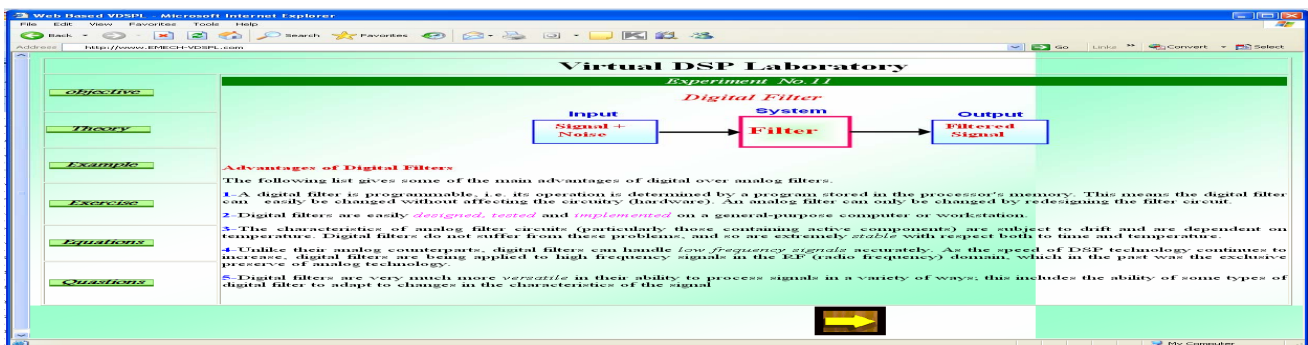 Web Based VDSPL - Microsoft Internet Explorer
File Edit View Favorites Tools Help
Back Search Favorites
Address http://www.EMECH-VDSPL.com Go Links » Convert Select
Virtual DSP Laboratory
Experiment No.11
Digital Filter
Input System Output
Signal + Noise Filter Filtered Signal
objective
Theory
Example
Exercise
Equations
Quastions
Advantages of Digital Filters
The following list gives some of the main advantages of digital over analog filters.
1-A digital filter is programmable, i.e. its operation is determined by a program stored in the processor's memory. This means the digital filter
can easily be changed without affecting the circuitry (hardware). An analog filter can only be changed by redesigning the filter circuit.
2-Digital filters are easily designed, tested and implemented on a general-purpose computer or workstation.
3-The characteristic of analog filter circuits (particularly those containing active components) are subject to drift and are dependent on
temperature. Digital filters do not suffer from these problems, and so are extremely stable with respect both to time and temperature.
4-Unlike their analog counterparts, digital filters can handle low frequency signals accurately. As the speed of DSP technology continues to
increase, digital filters are being applied to high frequency signals in the RF (radio frequency) domain, which in the past was the exclusive
preserve of analog technology.
5-Digital filters are very much more versatile in their ability to process signals in a variety of ways; this includes the ability of some types of
digital filter to adapt to changes in the characteristics of the signal
My Computer